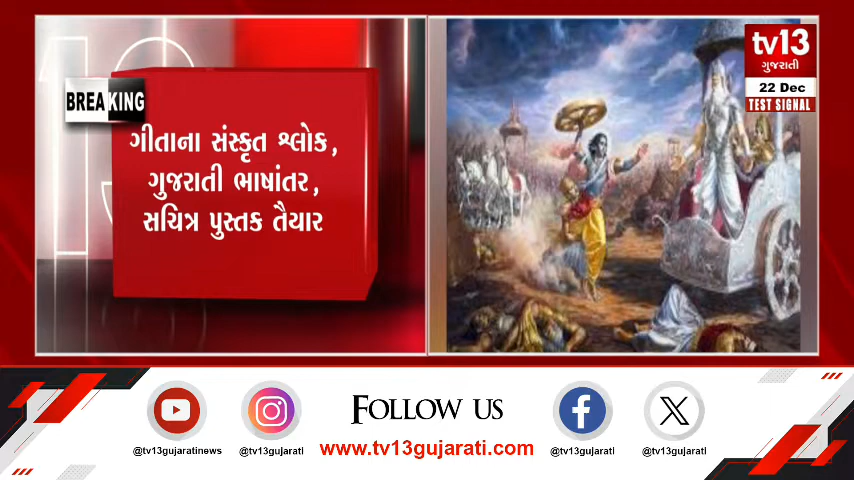 BREAKING
ગીતાના સંસ્કૃત શ્લોક,
ગુજરાતી ભાષાંતર,
સચિત્ર પુસ્તક તૈયાર
tv13
ગુજરાતી
22 Dec
TEST SIGNAL
FOLLOW US
www.tv13gujarati.com
@tv13gujaratinews
@tv13gujarati
@tv13gujarati
@tv13gujarati